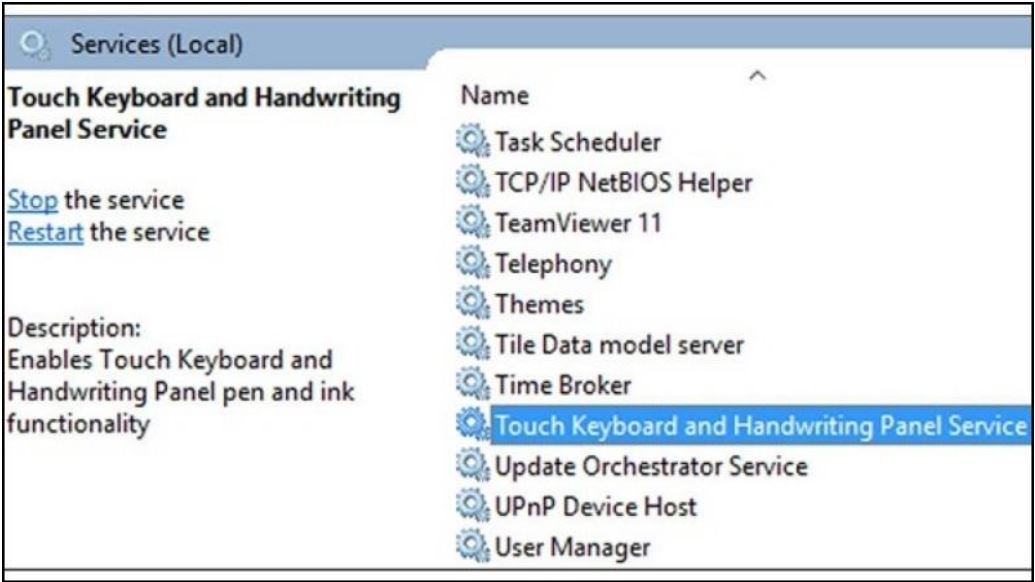 Services (Local)
Touch Keyboard and Handwriting
Panel Service
Stop the service
Restart the service
Description:
Enables Touch Keyboard and
Handwriting Panel pen and ink
functionality
Name
Task Scheduler
TCP/IP NetBIOS Helper
TeamViewer 11
Telephony
Themes
Tile Data model server
Time Broker
Touch Keyboard and Handwriting Panel Service
Update Orchestrator Service
UPnP Device Host
User Manager